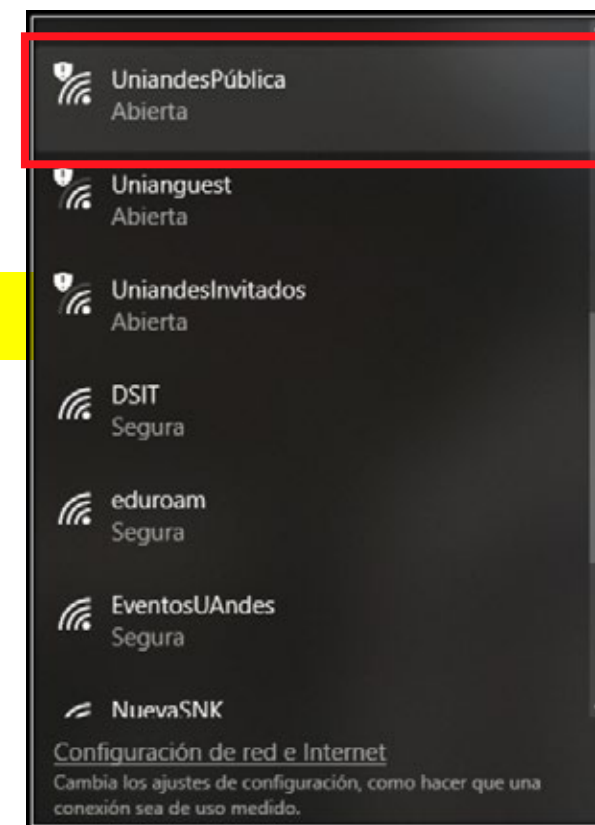 UniandesPública
Abierta
Unianguest
Abierta
UniandesInvitados
Abierta
DSIT
Segura
eduroam
Segura
EventosUAndes
Segura
NuevaSNK
Configuración de red e Internet
Cambia los ajustes de configuración, como hacer que una
conexión sea de uso medido.